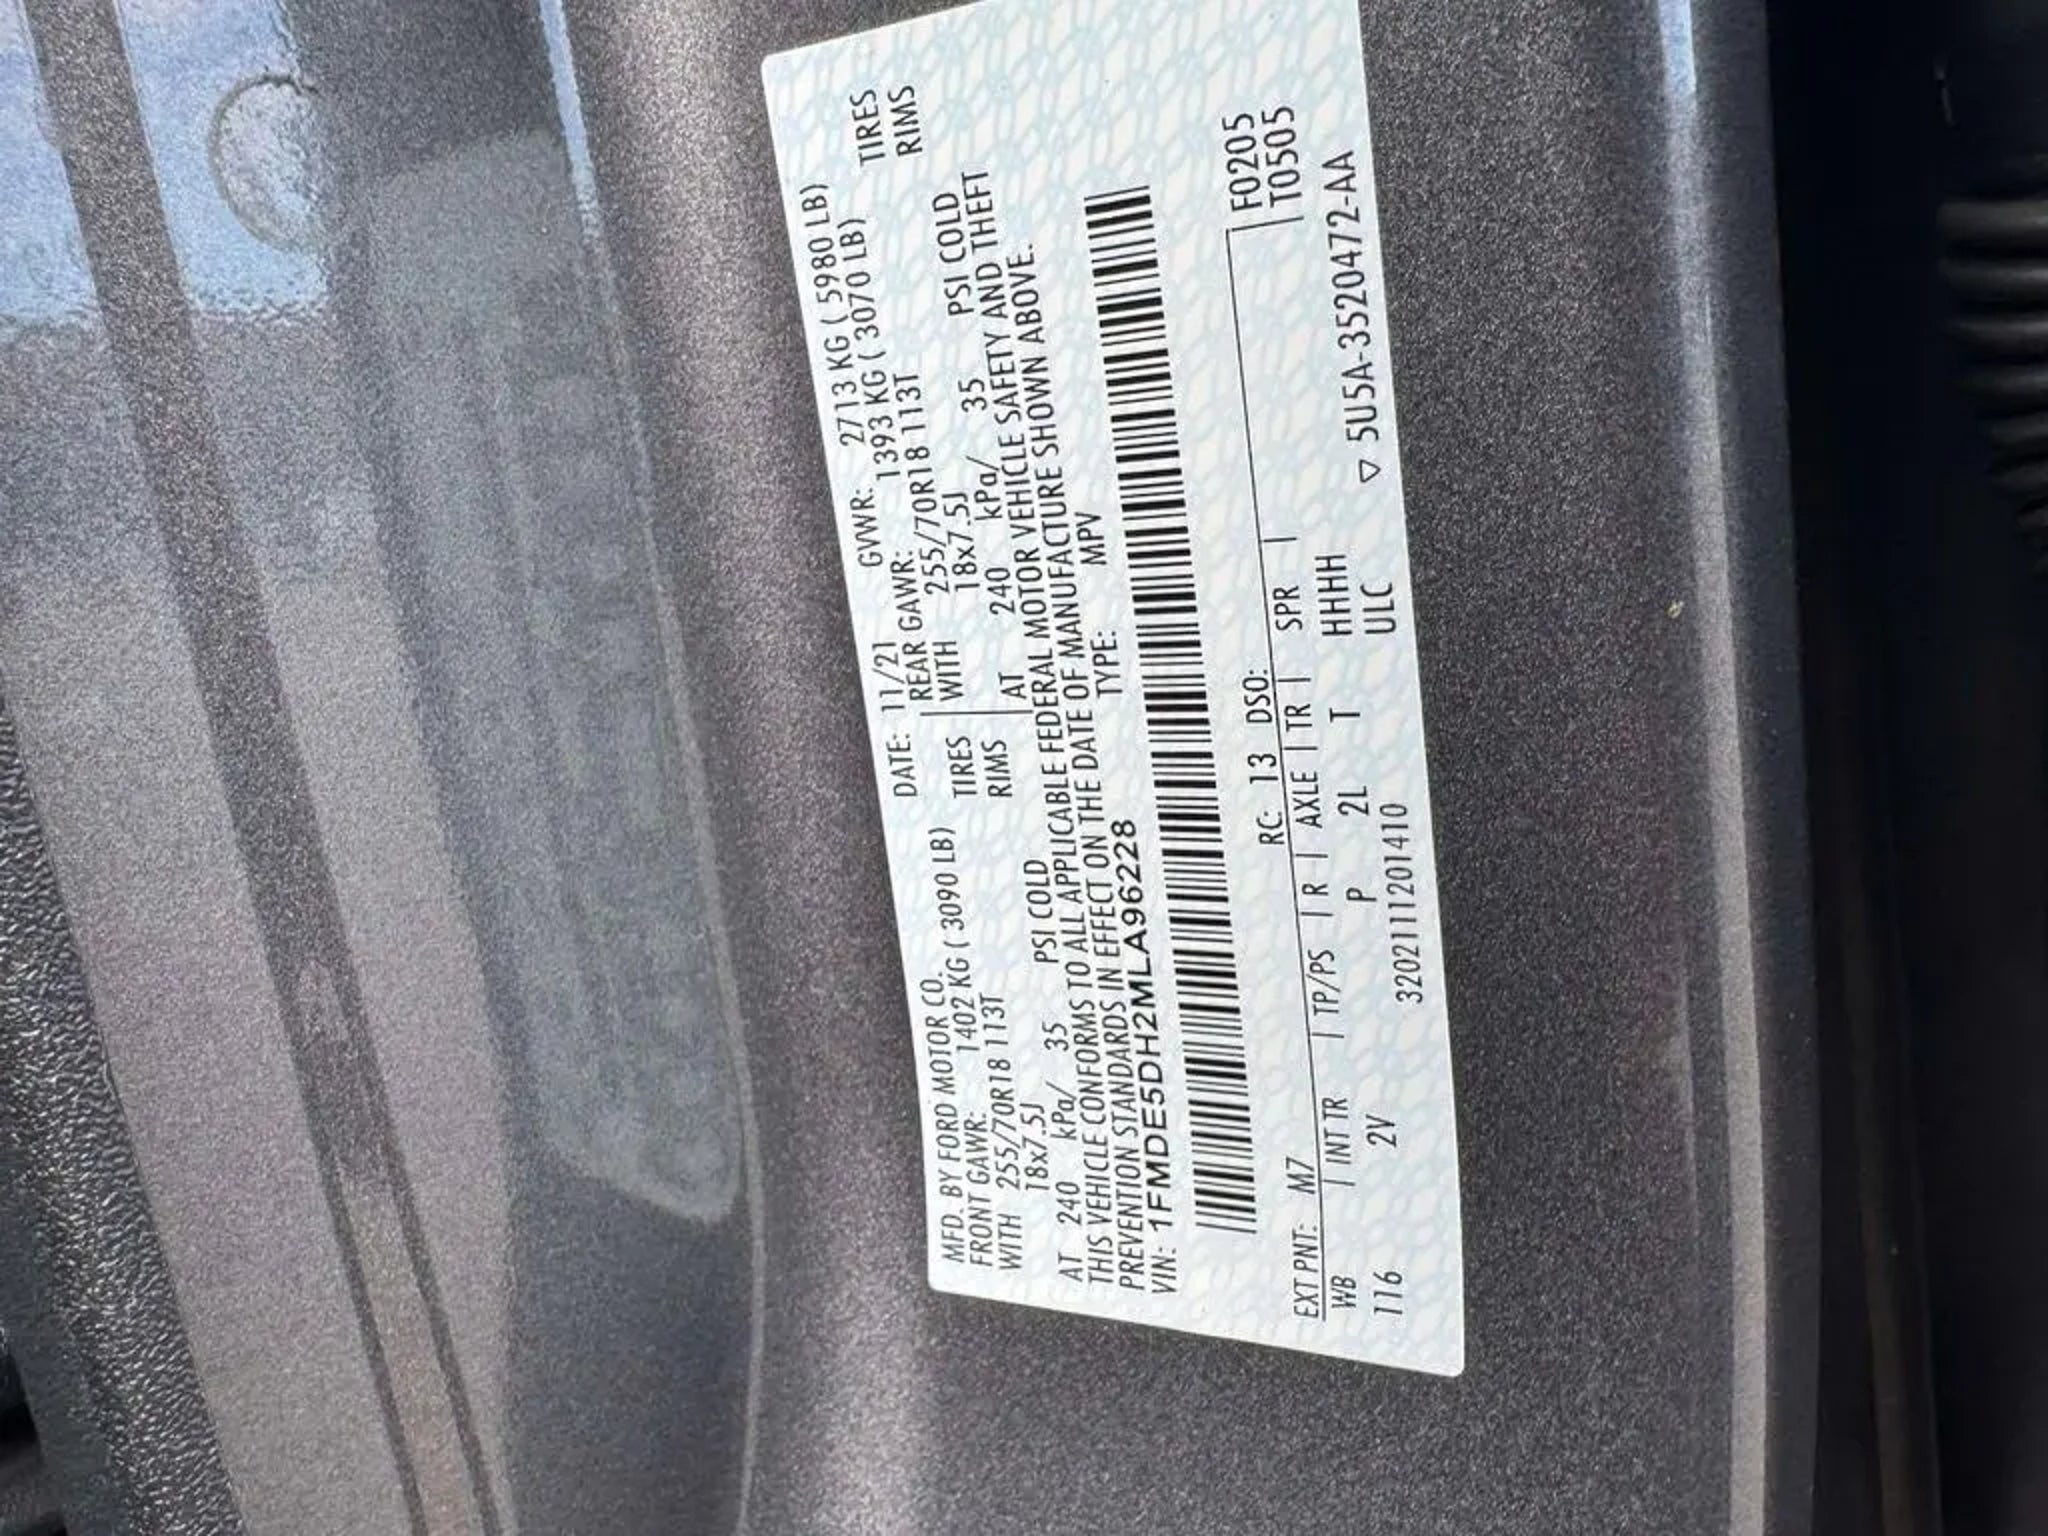 MFD. BY FORD MOTOR CO. DATE: 11/21 GVWR: 2713 KG ( 5980 LB)
FRONT GAWR: 1402 KG ( 3090 LB) REAR GAWR: 1393 KG ( 3070 LB)
WITH 255/70R18 113T TIRES WITH 255/70R18 113T TIRES
18x7.5J RIMS 18x7.5J RIMS
AT 240 kPa/ 35 PSI COLD AT 240 kPa/ 35 PSI COLD
THIS VEHICLE CONFORMS TO ALL APPLICABLE FEDERAL MOTOR VEHICLE SAFETY AND THEFT
PREVENTION STANDARDS IN EFFECT ON THE DATE OF MANUFACTURE SHOWN ABOVE.
VIN: 1FMDE5DH2MLA96228 TYPE: MPV
F0205
EXT PNT: M7 RC: 13 DSO: T0505
WB | INT TR | TP/PS | R | AXLE | TR | SPR |
116 2V P 2L T HHHH
ULC ▽ 5U5A-3520472-AA
320211120141​0